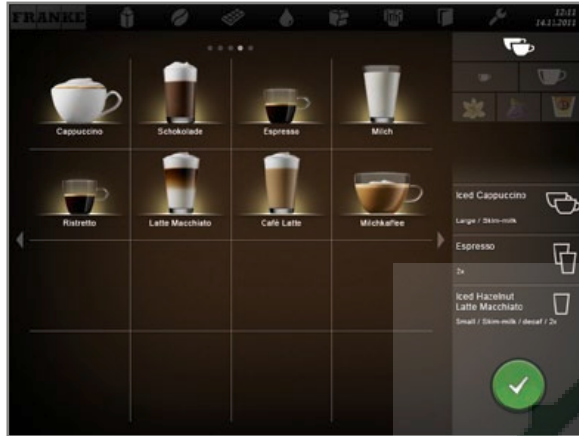 FRANKE
12:11
14.11.2011
Cappuccino
Schokolade
Espresso
Milch
Ristretto
Latte Macchiato
Café Latte
Milchkaffee
Iced Cappuccino
Large / Skim-milk
Espresso
2x
Iced Hazelnut
Latte Macchiato
Small / Skim-milk / decaf / 2x